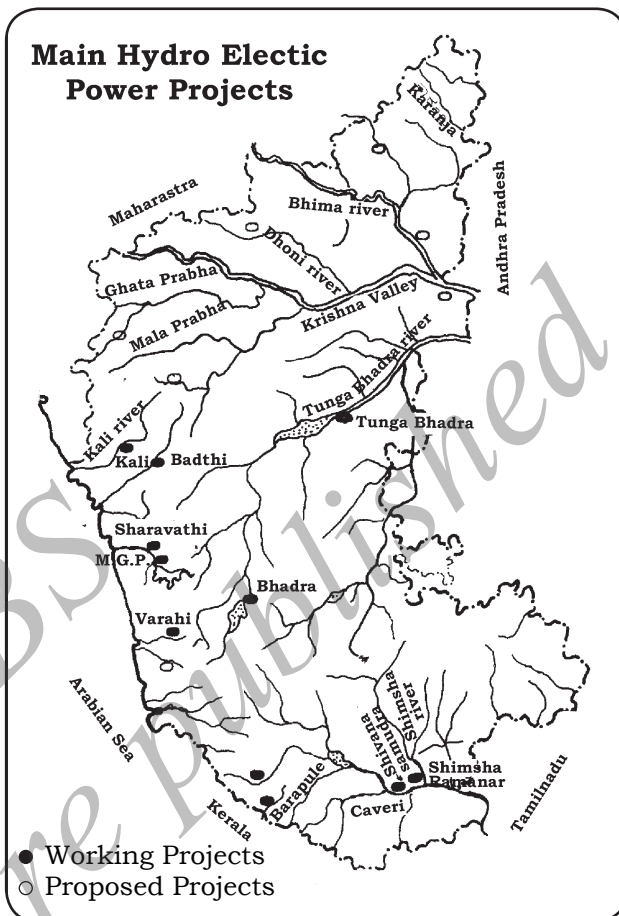 Main Hydro Electic
Power Projects
Karanja
Maharastra
Bhima river
Andhra Pradesh
Dhoni river
Ghata Prabha
Krishna Valley
Mala Prabha
Tunga Bhadra river
Tunga Bhadra
Kali river
Kali
Badthi
Sharavathi
M.G.P.
Bhadra
Varahi
Arabian Sea
Shimsha
river
Shivana
samudra
Shimsha
Barapule
Caveri
Kerala
Tamilnadu
Working Projects
Proposed Projects
re published